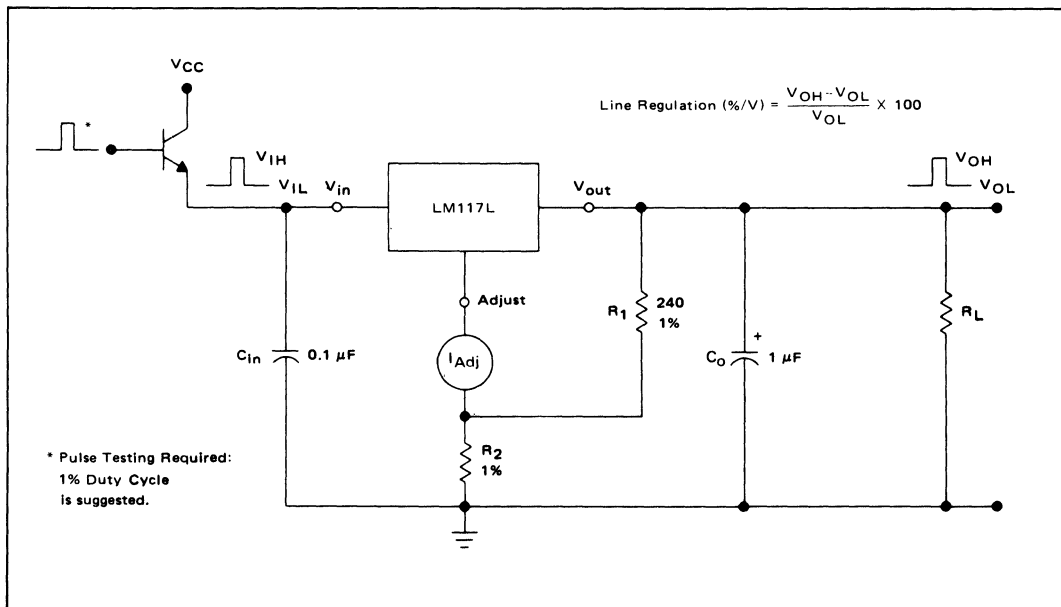 VCC
*
VIH
VIL
Vin
LM117L
Vout
Line Regulation (%/V) = VOH--VOL / VOL X 100
VOH
VOL
Adjust
IAdj
R1
240
1%
RL
Cin
0.1 μF
+
Co
1 μF
R2
1%
* Pulse Testing Required:
1% Duty Cycle
is suggested.